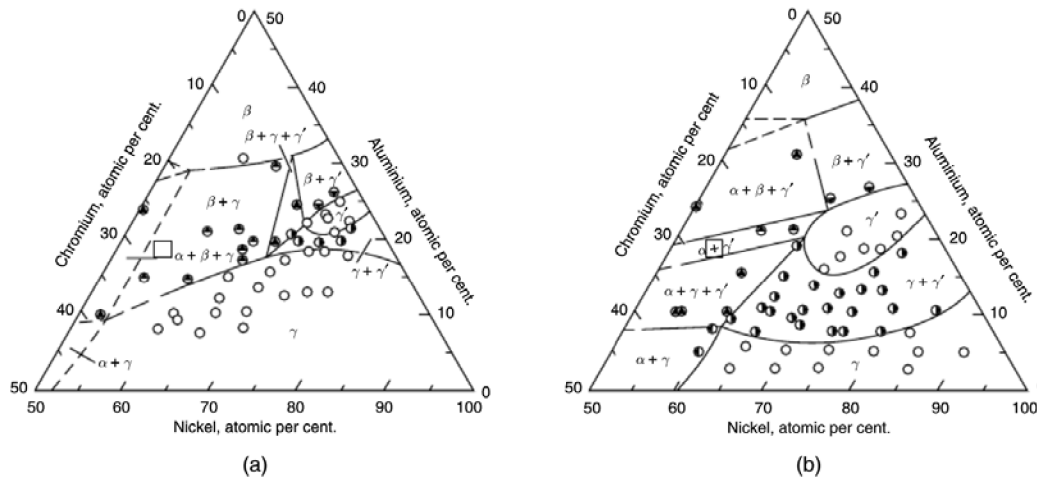 0 50
10 40
β
β + γ + γ′
20 30
β + γ′
β + γ
γ′
30 20
α + β + γ
γ + γ′
40 10
γ
α + γ
50 0
50 60 70 80 90 100
Chromium, atomic per cent.
Aluminium, atomic per cent.
Nickel, atomic per cent.
(a)
0 50
β
10 40
20 30
β + γ′
α + β + γ′
γ′
30 20
α + γ′
α + γ + γ′
γ + γ′
40 10
α + γ
γ
50 0
50 60 70 80 90 100
Chromium, atomic per cent.
Aluminium, atomic per cent.
Nickel, atomic per cent.
(b)